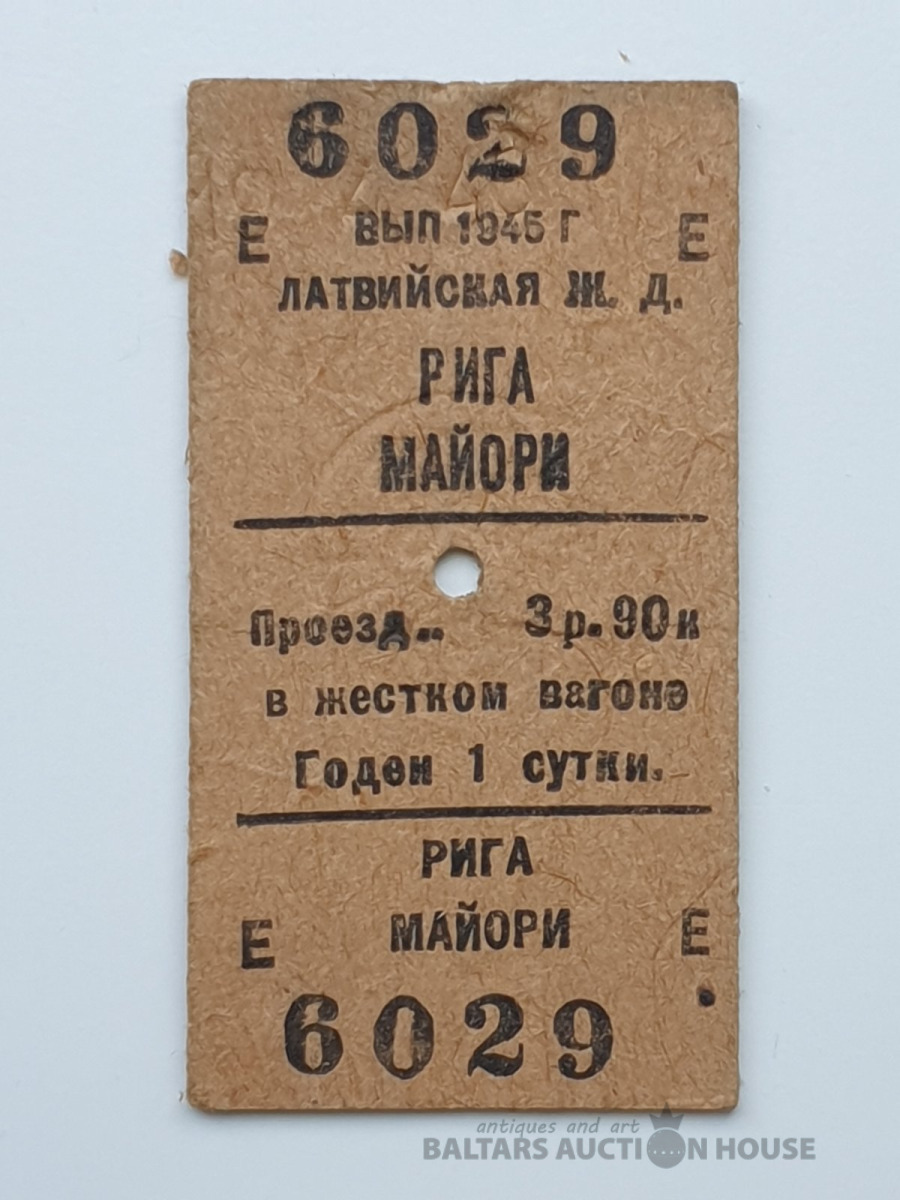 6029
Е ВЫП 1945 Г Е
ЛАТВИЙСКАЯ Ж. Д.
РИГА
МАЙОРИ
Проезд.. 3 р. 90 к
в жестком вагоне
Годен 1 сутки.
РИГА
Е МАЙОРИ Е
6029
antiques and art
BALTARS AUCTION HOUSE